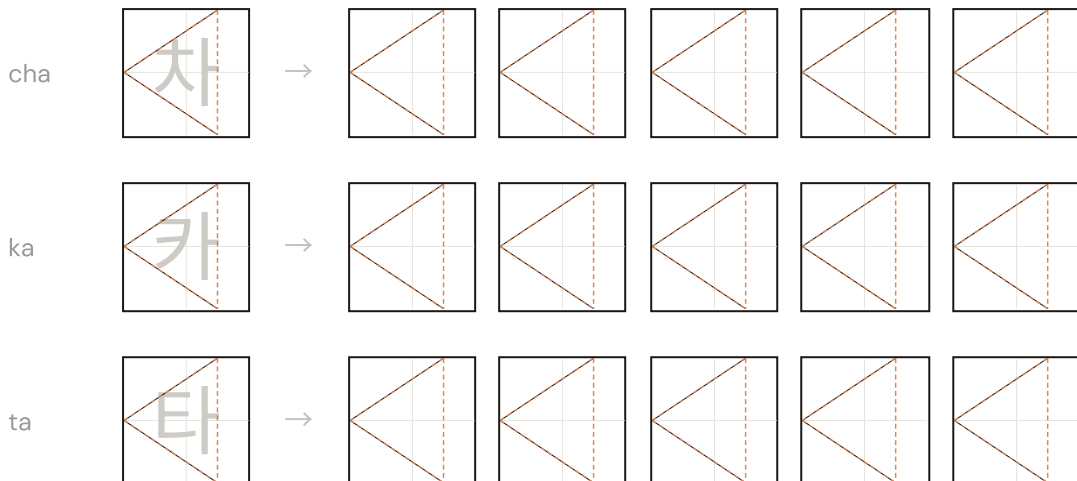 cha 차 →
ka 카 →
ta 타 →